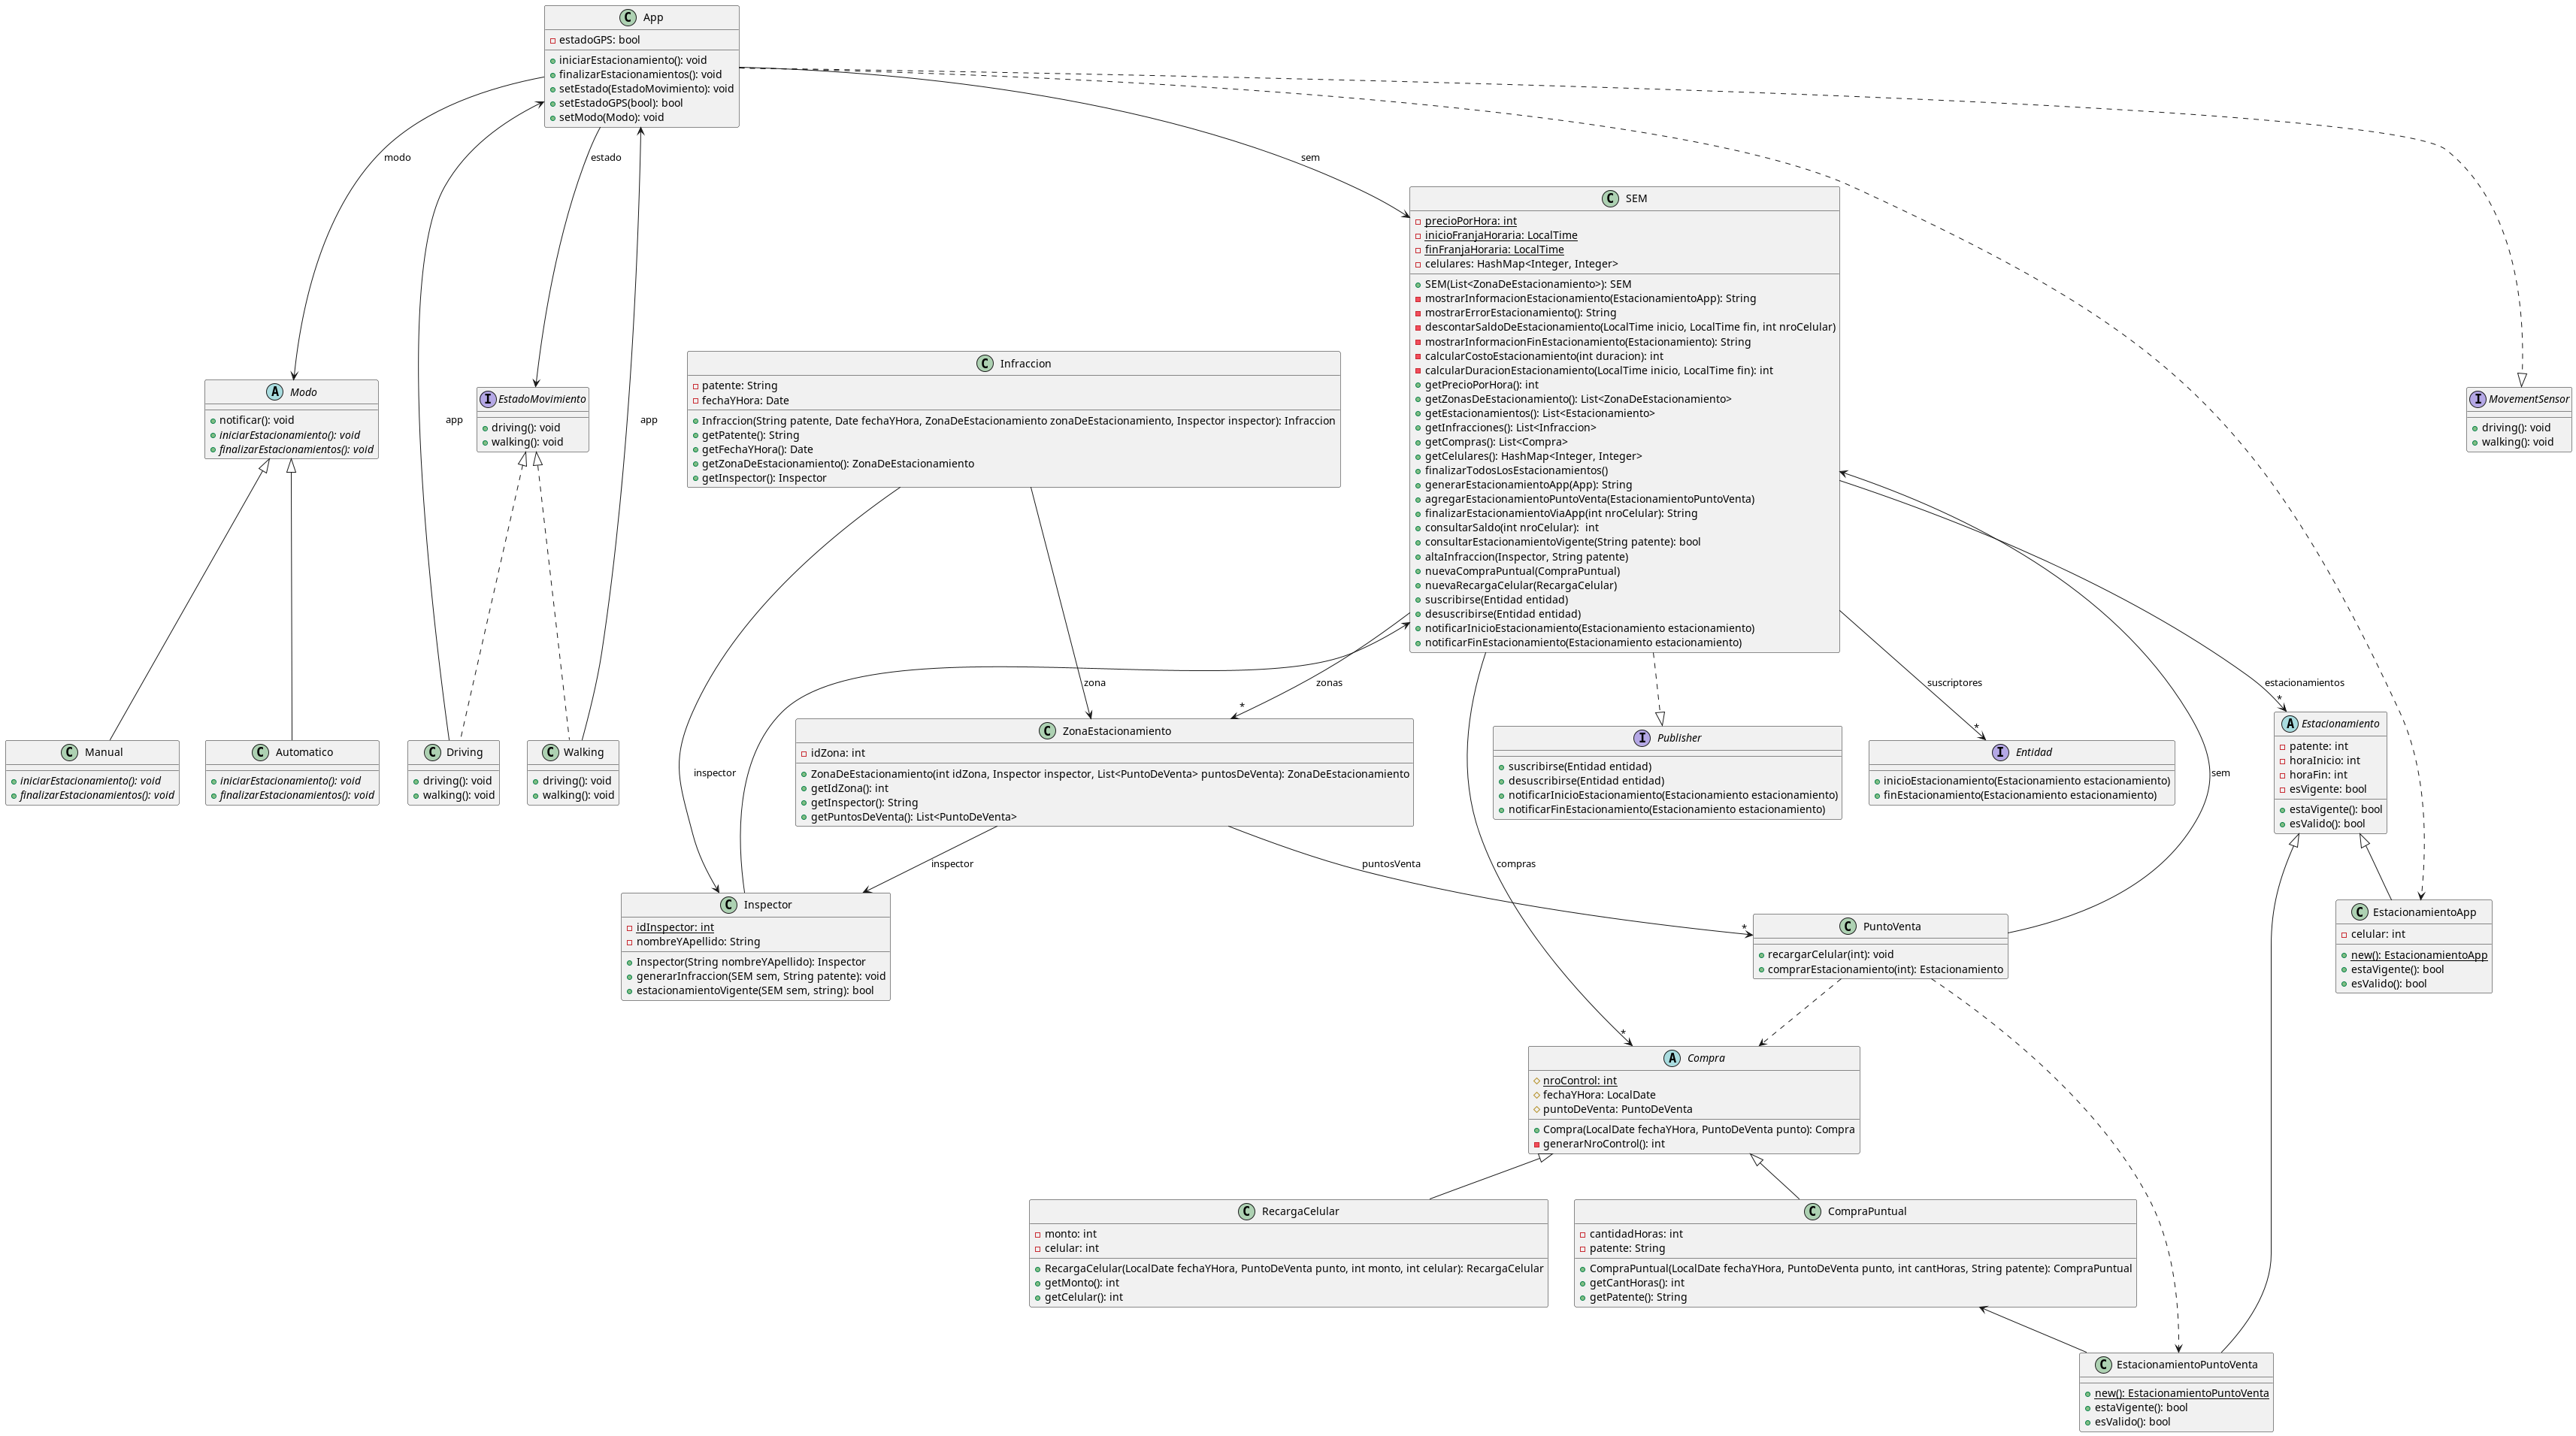 App
estadoGPS: bool
iniciarEstacionamiento(): void
finalizarEstacionamientos(): void
setEstado(EstadoMovimiento): void
setEstadoGPS(bool): bool
setModo(Modo): void
modo
estado
sem
app
app
SEM
precioPorHora: int
inicioFranjaHoraria: LocalTime
finFranjaHoraria: LocalTime
celulares: HashMap<Integer, Integer>
SEM(List<ZonaDeEstacionamiento>): SEM
mostrarInformacionEstacionamiento(EstacionamientoApp): String
mostrarErrorEstacionamiento(): String
descontarSaldoDeEstacionamiento(LocalTime inicio, LocalTime fin, int nroCelular)
mostrarInformacionFinEstacionamiento(Estacionamiento): String
calcularCostoEstacionamiento(int duracion): int
calcularDuracionEstacionamiento(LocalTime inicio, LocalTime fin): int
getPrecioPorHora(): int
getZonasDeEstacionamiento(): List<ZonaDeEstacionamiento>
getEstacionamientos(): List<Estacionamiento>
getInfracciones(): List<Infraccion>
getCompras(): List<Compra>
getCelulares(): HashMap<Integer, Integer>
finalizarTodosLosEstacionamientos()
generarEstacionamientoApp(App): String
agregarEstacionamientoPuntoVenta(EstacionamientoPuntoVenta)
finalizarEstacionamientoViaApp(int nroCelular): String
consultarSaldo(int nroCelular):  int
consultarEstacionamientoVigente(String patente): bool
altaInfraccion(Inspector, String patente)
nuevaCompraPuntual(CompraPuntual)
nuevaRecargaCelular(RecargaCelular)
suscribirse(Entidad entidad)
desuscribirse(Entidad entidad)
notificarInicioEstacionamiento(Estacionamiento estacionamiento)
notificarFinEstacionamiento(Estacionamiento estacionamiento)
Infraccion
patente: String
fechaYHora: Date
Infraccion(String patente, Date fechaYHora, ZonaDeEstacionamiento zonaDeEstacionamiento, Inspector inspector): Infraccion
getPatente(): String
getFechaYHora(): Date
getZonaDeEstacionamiento(): ZonaDeEstacionamiento
getInspector(): Inspector
Modo
notificar(): void
iniciarEstacionamiento(): void
finalizarEstacionamientos(): void
EstadoMovimiento
driving(): void
walking(): void
MovementSensor
driving(): void
walking(): void
zona
zonas
*
suscriptores
*
estacionamientos
*
Manual
iniciarEstacionamiento(): void
finalizarEstacionamientos(): void
Automatico
iniciarEstacionamiento(): void
finalizarEstacionamientos(): void
Driving
driving(): void
walking(): void
Walking
driving(): void
walking(): void
inspector
ZonaEstacionamiento
idZona: int
ZonaDeEstacionamiento(int idZona, Inspector inspector, List<PuntoDeVenta> puntosDeVenta): ZonaDeEstacionamiento
getIdZona(): int
getInspector(): String
getPuntosDeVenta(): List<PuntoDeVenta>
Publisher
suscribirse(Entidad entidad)
desuscribirse(Entidad entidad)
notificarInicioEstacionamiento(Estacionamiento estacionamiento)
notificarFinEstacionamiento(Estacionamiento estacionamiento)
Entidad
inicioEstacionamiento(Estacionamiento estacionamiento)
finEstacionamiento(Estacionamiento estacionamiento)
sem
Estacionamiento
patente: int
horaInicio: int
horaFin: int
esVigente: bool
estaVigente(): bool
esValido(): bool
inspector
puntosVenta
*
compras
*
Inspector
idInspector: int
nombreYApellido: String
Inspector(String nombreYApellido): Inspector
generarInfraccion(SEM sem, String patente): void
estacionamientoVigente(SEM sem, string): bool
PuntoVenta
recargarCelular(int): void
comprarEstacionamiento(int): Estacionamiento
EstacionamientoApp
celular: int
new(): EstacionamientoApp
estaVigente(): bool
esValido(): bool
Compra
nroControl: int
fechaYHora: LocalDate
puntoDeVenta: PuntoDeVenta
Compra(LocalDate fechaYHora, PuntoDeVenta punto): Compra
generarNroControl(): int
RecargaCelular
monto: int
celular: int
RecargaCelular(LocalDate fechaYHora, PuntoDeVenta punto, int monto, int celular): RecargaCelular
getMonto(): int
getCelular(): int
CompraPuntual
cantidadHoras: int
patente: String
CompraPuntual(LocalDate fechaYHora, PuntoDeVenta punto, int cantHoras, String patente): CompraPuntual
getCantHoras(): int
getPatente(): String
EstacionamientoPuntoVenta
new(): EstacionamientoPuntoVenta
estaVigente(): bool
esValido(): bool